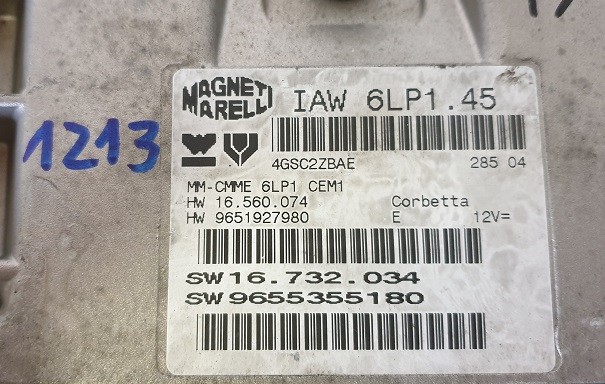 MAGNETI
MARELLI
IAW 6LP1.45
1213
4GSC2ZBAE 285 04
MM-CMME 6LP1 CEM1
HW 16.560.074 Corbetta
HW 9651927980 E 12V=
SW 16.732.034
SW 9655355180